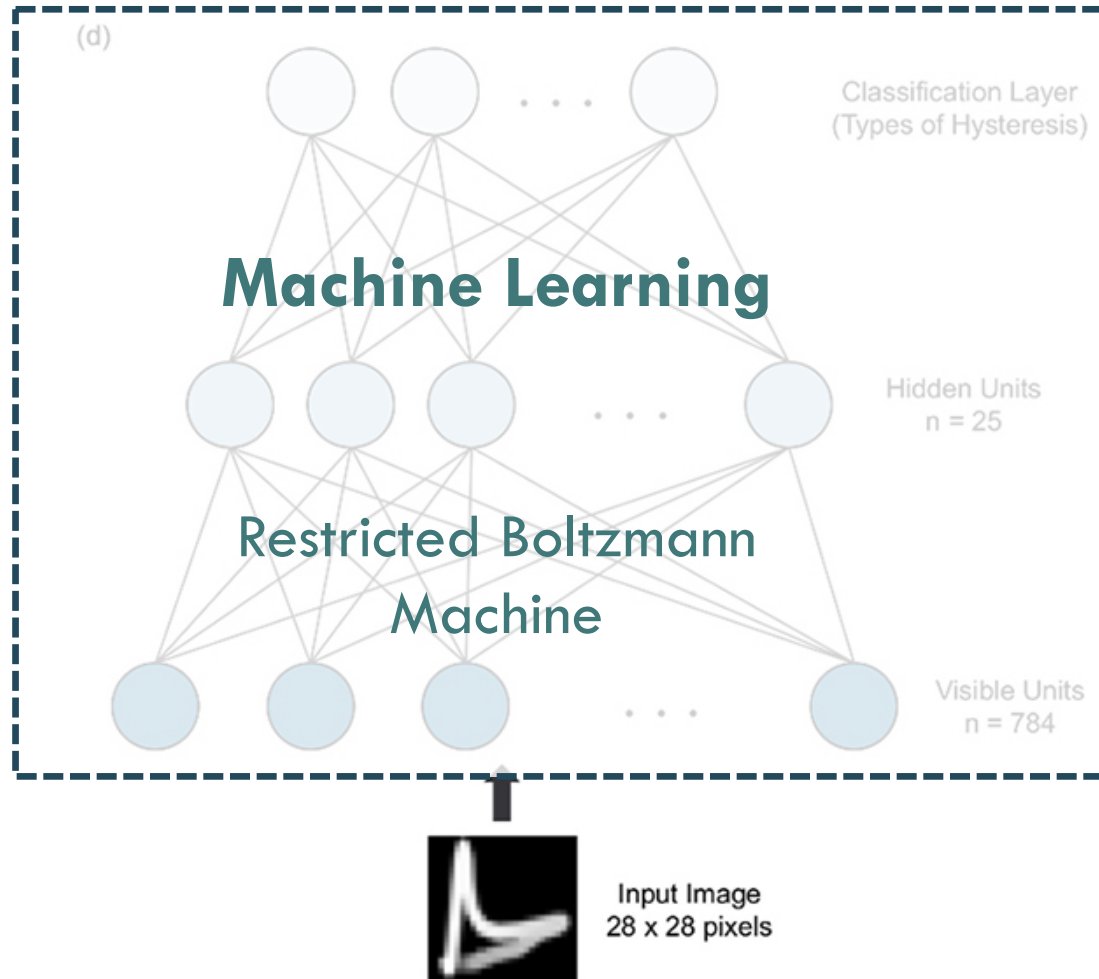 (d)
Classification Layer
(Types of Hysteresis)
Machine Learning
Hidden Units
n = 25
Restricted Boltzmann
Machine
Visible Units
n = 784
Input Image
28 x 28 pixels